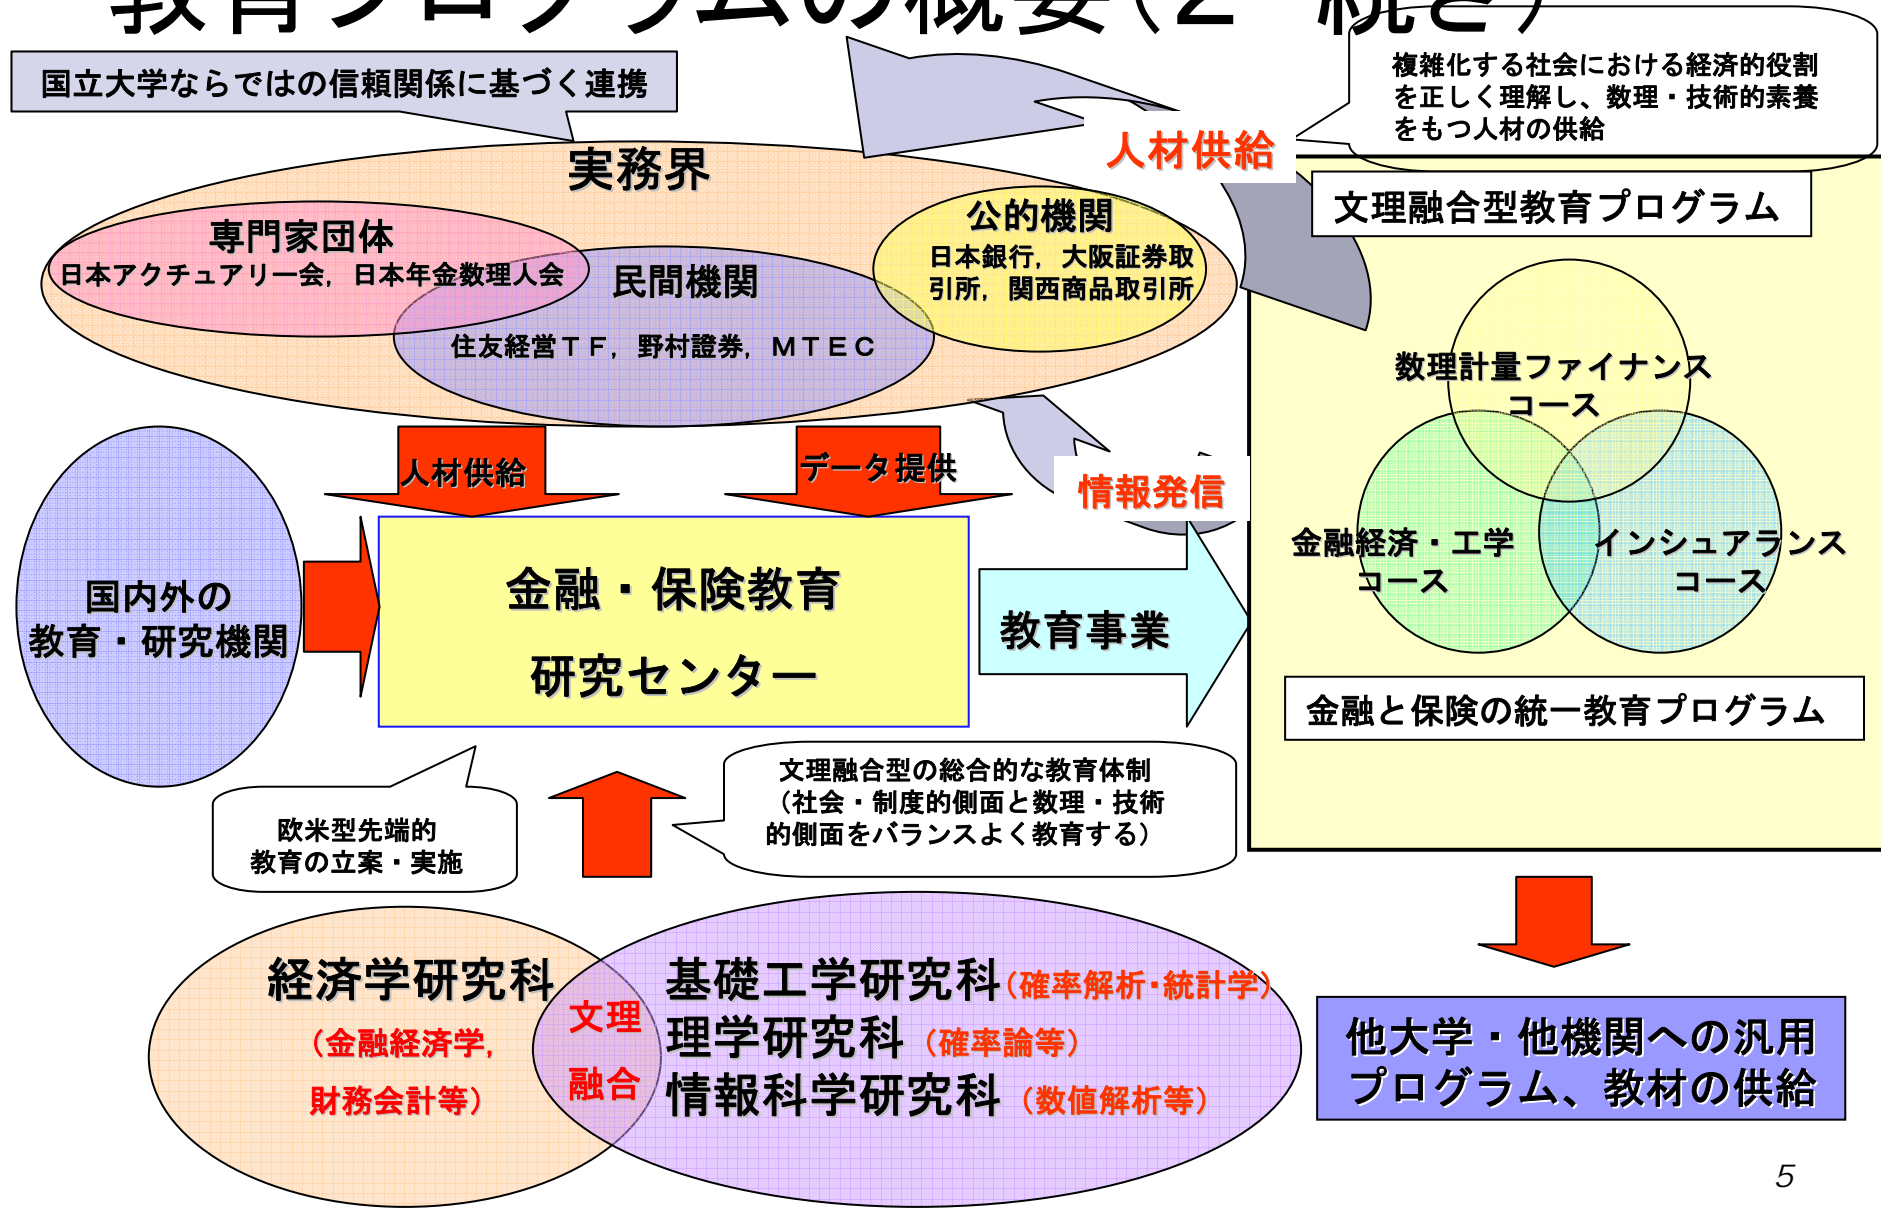 教育プログラムの概要（２ 続き）
国立大学ならではの信頼関係に基づく連携
複雑化する社会における経済的役割
を正しく理解し、数理・技術的素養
をもつ人材の供給
人材供給
実務界
専門家団体
日本アクチュアリー会，日本年金数理人会
民間機関
住友経営ＴＦ，野村證券，ＭＴＥＣ
公的機関
日本銀行，大阪証券取
引所，関西商品取引所
文理融合型教育プログラム
数理計量ファイナンス
コース
金融経済・工学
コース
インシュアランス
コース
金融と保険の統一教育プログラム
人材供給
データ提供
情報発信
国内外の
教育・研究機関
金融・保険教育
研究センター
教育事業
欧米型先端的
教育の立案・実施
文理融合型の総合的な教育体制
（社会・制度的側面と数理・技術
的側面をバランスよく教育する）
経済学研究科
（金融経済学，
財務会計等）
文理
融合
基礎工学研究科（確率解析・統計学）
理学研究科（確率論等）
情報科学研究科（数値解析等）
他大学・他機関への汎用
プログラム、教材の供給
5